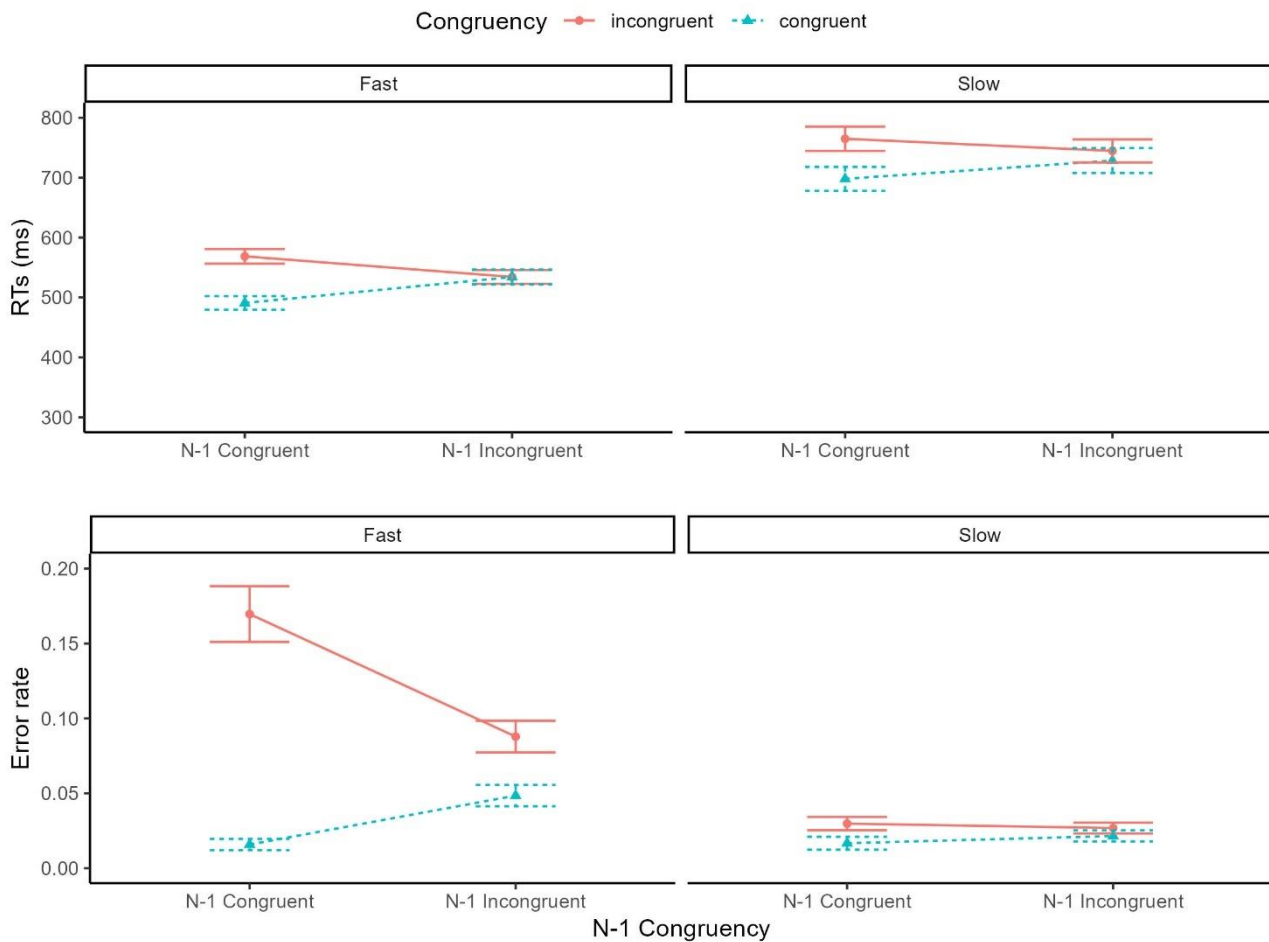 Congruency incongruent congruent
Fast Slow
800
700
600
500
400
300
RTs (ms)
N-1 Congruent N-1 Incongruent N-1 Congruent N-1 Incongruent
Fast Slow
0.20
0.15
0.10
0.05
0.00
Error rate
N-1 Congruent N-1 Incongruent N-1 Congruent N-1 Incongruent
N-1 Congruency